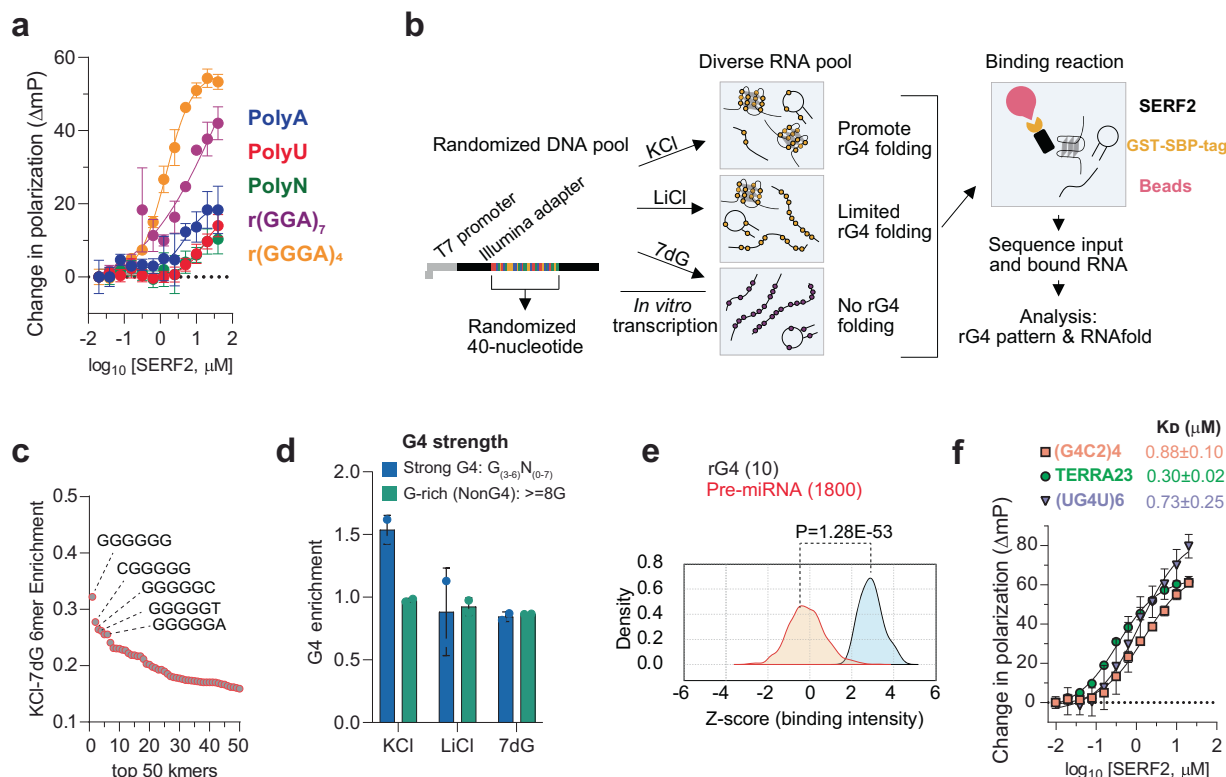 a
60
40
20
0
-2
-1
0
1
2
Change in polarization (ΔmP)
log₁₀ [SERF2, μM]
PolyA
PolyU
PolyN
r(GGA)₇
r(GGGA)₄
b
Randomized DNA pool
T7 promoter
Illumina adapter
Randomized
40-nucleotide
KCl
LiCl
7dG
In vitro
transcription
Diverse RNA pool
Promote
rG4 folding
Limited
rG4 folding
No rG4
folding
Binding reaction
SERF2
GST-SBP-tag
Beads
Sequence input
and bound RNA
Analysis:
rG4 pattern & RNAfold
c
KCl-7dG 6mer Enrichment
0.5
0.4
0.3
0.2
0.1
GGGGGG
CGGGGG
GGGGGC
GGGGGT
GGGGGA
0
10
20
30
40
50
top 50 kmers
d
G4 strength
Strong G4: G₍₃₋₆₎N₍₀₋₇₎
G-rich (NonG4): >=8G
G4 enrichment
2.0
1.5
1.0
0.5
0.0
KCl
LiCl
7dG
e
rG4 (10)
Pre-miRNA (1800)
P=1.28E-53
Density
0.8
0.6
0.4
0.2
0.0
-6
-4
-2
0
2
4
6
Z-score (binding intensity)
f
KD (μM)
(G4C2)4 0.88±0.10
TERRA23 0.30±0.02
(UG4U)6 0.73±0.25
Change in polarization (ΔmP)
80
60
40
20
0
-2
-1
0
1
2
log₁₀ [SERF2, μM]